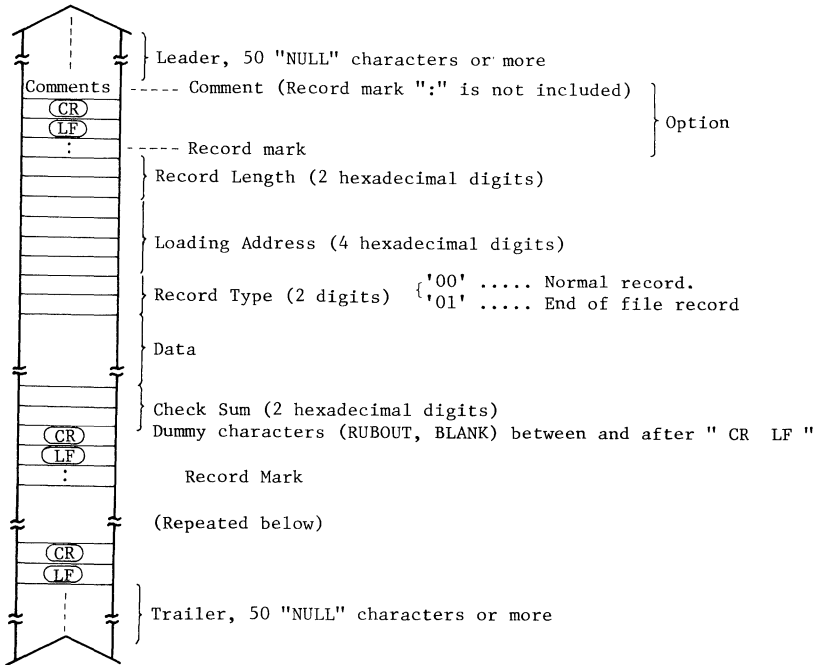 Leader, 50 "NULL" characters or more
Comments ----- Comment (Record mark ":" is not included)
CR
LF
Option
: ----- Record mark
Record Length (2 hexadecimal digits)
Loading Address (4 hexadecimal digits)
Record Type (2 digits) { '00' ..... Normal record.
'01' ..... End of file record
Data
Check Sum (2 hexadecimal digits)
CR Dummy characters (RUBOUT, BLANK) between and after " CR LF "
LF
: Record Mark
(Repeated below)
CR
LF
Trailer, 50 "NULL" characters or more